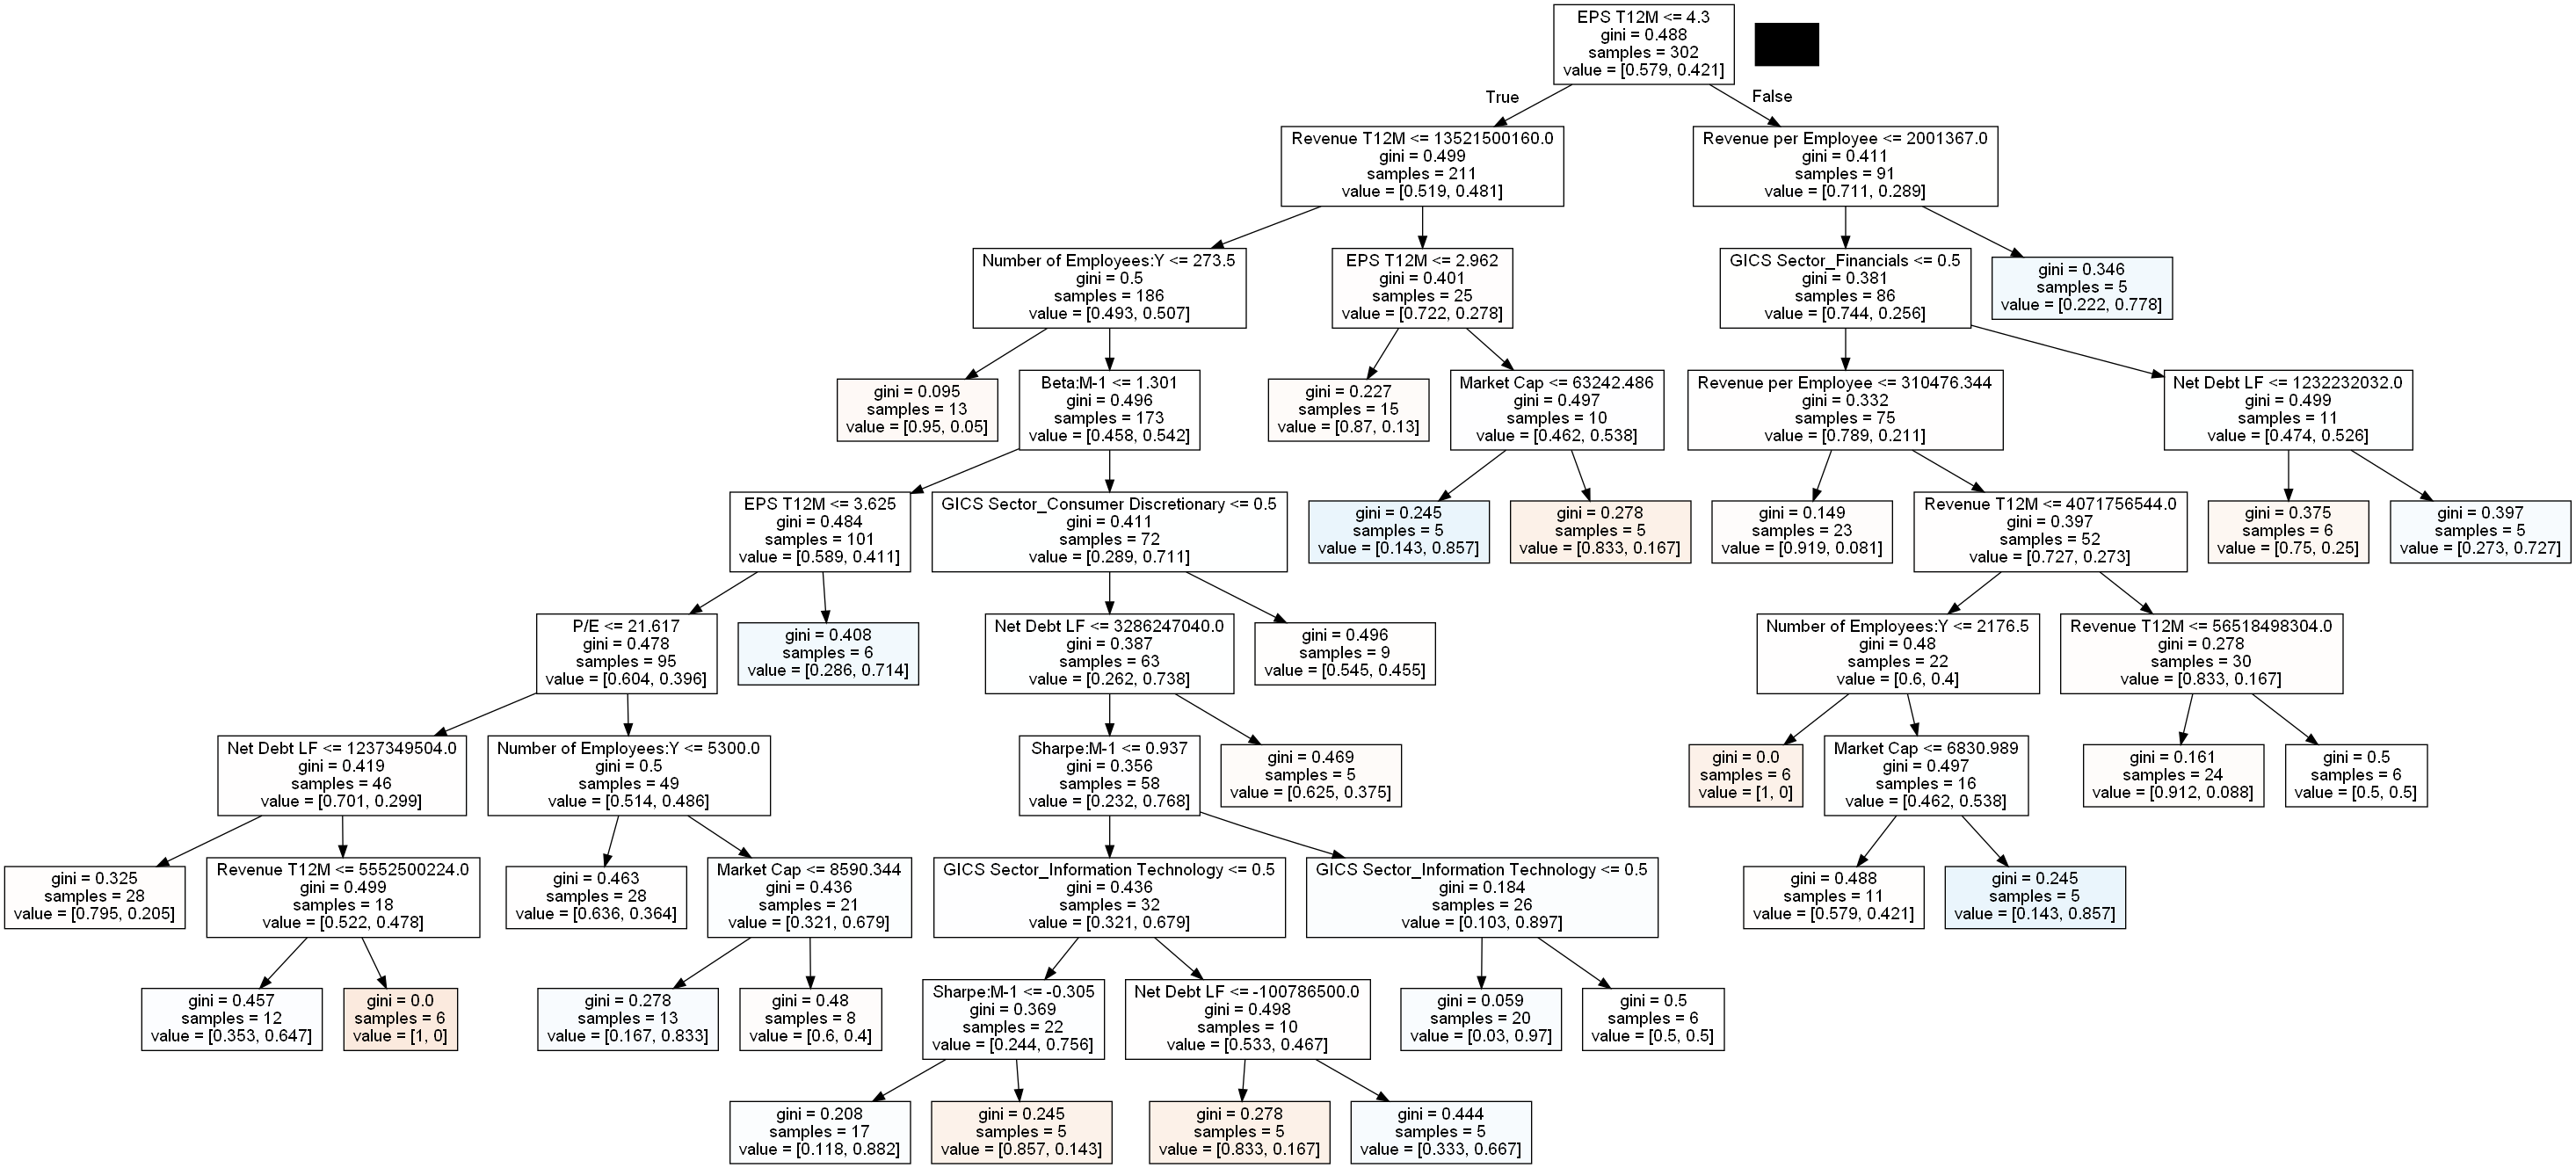 EPS T12M <= 4.3
gini = 0.488
samples = 302
value = [0.579, 0.421]
True
False
Revenue T12M <= 13521500160.0
gini = 0.499
samples = 211
value = [0.519, 0.481]
Revenue per Employee <= 2001367.0
gini = 0.411
samples = 91
value = [0.711, 0.289]
Number of Employees:Y <= 273.5
gini = 0.5
samples = 186
value = [0.493, 0.507]
EPS T12M <= 2.962
gini = 0.401
samples = 25
value = [0.722, 0.278]
GICS Sector_Financials <= 0.5
gini = 0.381
samples = 86
value = [0.744, 0.256]
gini = 0.346
samples = 5
value = [0.222, 0.778]
gini = 0.095
samples = 13
value = [0.95, 0.05]
Beta:M-1 <= 1.301
gini = 0.496
samples = 173
value = [0.458, 0.542]
gini = 0.227
samples = 15
value = [0.87, 0.13]
Market Cap <= 63242.486
gini = 0.497
samples = 10
value = [0.462, 0.538]
Revenue per Employee <= 310476.344
gini = 0.332
samples = 75
value = [0.789, 0.211]
Net Debt LF <= 1232232032.0
gini = 0.499
samples = 11
value = [0.474, 0.526]
EPS T12M <= 3.625
gini = 0.484
samples = 101
value = [0.589, 0.411]
GICS Sector_Consumer Discretionary <= 0.5
gini = 0.411
samples = 72
value = [0.289, 0.711]
gini = 0.245
samples = 5
value = [0.143, 0.857]
gini = 0.278
samples = 5
value = [0.833, 0.167]
gini = 0.149
samples = 23
value = [0.919, 0.081]
Revenue T12M <= 4071756544.0
gini = 0.397
samples = 52
value = [0.727, 0.273]
gini = 0.375
samples = 6
value = [0.75, 0.25]
gini = 0.397
samples = 5
value = [0.273, 0.727]
P/E <= 21.617
gini = 0.478
samples = 95
value = [0.604, 0.396]
gini = 0.408
samples = 6
value = [0.286, 0.714]
Net Debt LF <= 3286247040.0
gini = 0.387
samples = 63
value = [0.262, 0.738]
gini = 0.496
samples = 9
value = [0.545, 0.455]
Number of Employees:Y <= 2176.5
gini = 0.48
samples = 22
value = [0.6, 0.4]
Revenue T12M <= 56518498304.0
gini = 0.278
samples = 30
value = [0.833, 0.167]
Net Debt LF <= 1237349504.0
gini = 0.419
samples = 46
value = [0.701, 0.299]
Number of Employees:Y <= 5300.0
gini = 0.5
samples = 49
value = [0.514, 0.486]
Sharpe:M-1 <= 0.937
gini = 0.356
samples = 58
value = [0.232, 0.768]
gini = 0.469
samples = 5
value = [0.625, 0.375]
gini = 0.0
samples = 6
value = [1, 0]
Market Cap <= 6830.989
gini = 0.497
samples = 16
value = [0.462, 0.538]
gini = 0.161
samples = 24
value = [0.912, 0.088]
gini = 0.5
samples = 6
value = [0.5, 0.5]
gini = 0.325
samples = 28
value = [0.795, 0.205]
Revenue T12M <= 5552500224.0
gini = 0.499
samples = 18
value = [0.522, 0.478]
gini = 0.463
samples = 28
value = [0.636, 0.364]
Market Cap <= 8590.344
gini = 0.436
samples = 21
value = [0.321, 0.679]
GICS Sector_Information Technology <= 0.5
gini = 0.436
samples = 32
value = [0.321, 0.679]
GICS Sector_Information Technology <= 0.5
gini = 0.184
samples = 26
value = [0.103, 0.897]
gini = 0.488
samples = 11
value = [0.579, 0.421]
gini = 0.245
samples = 5
value = [0.143, 0.857]
gini = 0.457
samples = 12
value = [0.353, 0.647]
gini = 0.0
samples = 6
value = [1, 0]
gini = 0.278
samples = 13
value = [0.167, 0.833]
gini = 0.48
samples = 8
value = [0.6, 0.4]
Sharpe:M-1 <= -0.305
gini = 0.369
samples = 22
value = [0.244, 0.756]
Net Debt LF <= -100786500.0
gini = 0.498
samples = 10
value = [0.533, 0.467]
gini = 0.059
samples = 20
value = [0.03, 0.97]
gini = 0.5
samples = 6
value = [0.5, 0.5]
gini = 0.208
samples = 17
value = [0.118, 0.882]
gini = 0.245
samples = 5
value = [0.857, 0.143]
gini = 0.278
samples = 5
value = [0.833, 0.167]
gini = 0.444
samples = 5
value = [0.333, 0.667]